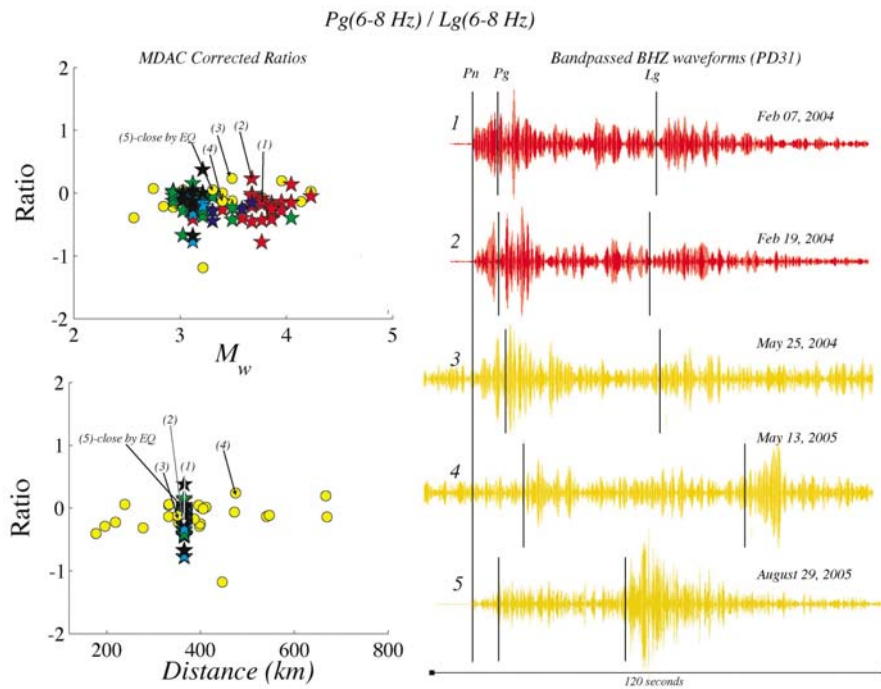 Pg(6-8 Hz) / Lg(6-8 Hz)
MDAC Corrected Ratios
2
1
0
-1
-2
Ratio
(5)-close by EQ
(4)
(3)
(2)
(1)
2
3
4
5
Mw
2
1
0
-1
-2
Ratio
(5)-close by EQ
(3)
(2)
(1)
(4)
200
400
600
800
Distance (km)
Bandpassed BHZ waveforms (PD31)
Pn
Pg
Lg
1
Feb 07, 2004
2
Feb 19, 2004
3
May 25, 2004
4
May 13, 2005
5
August 29, 2005
120 seconds